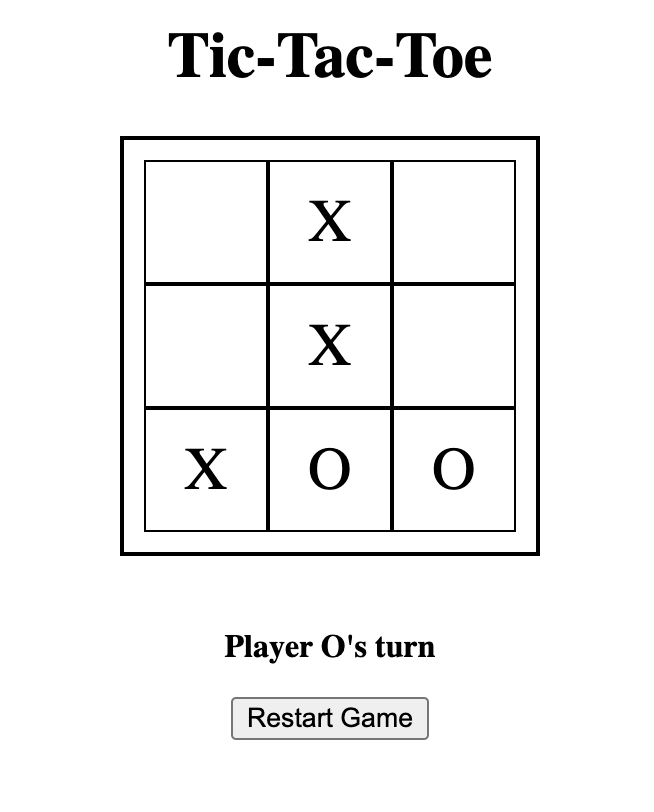 Tic-Tac-Toe
X
X
X O O
Player O's turn
Restart Game